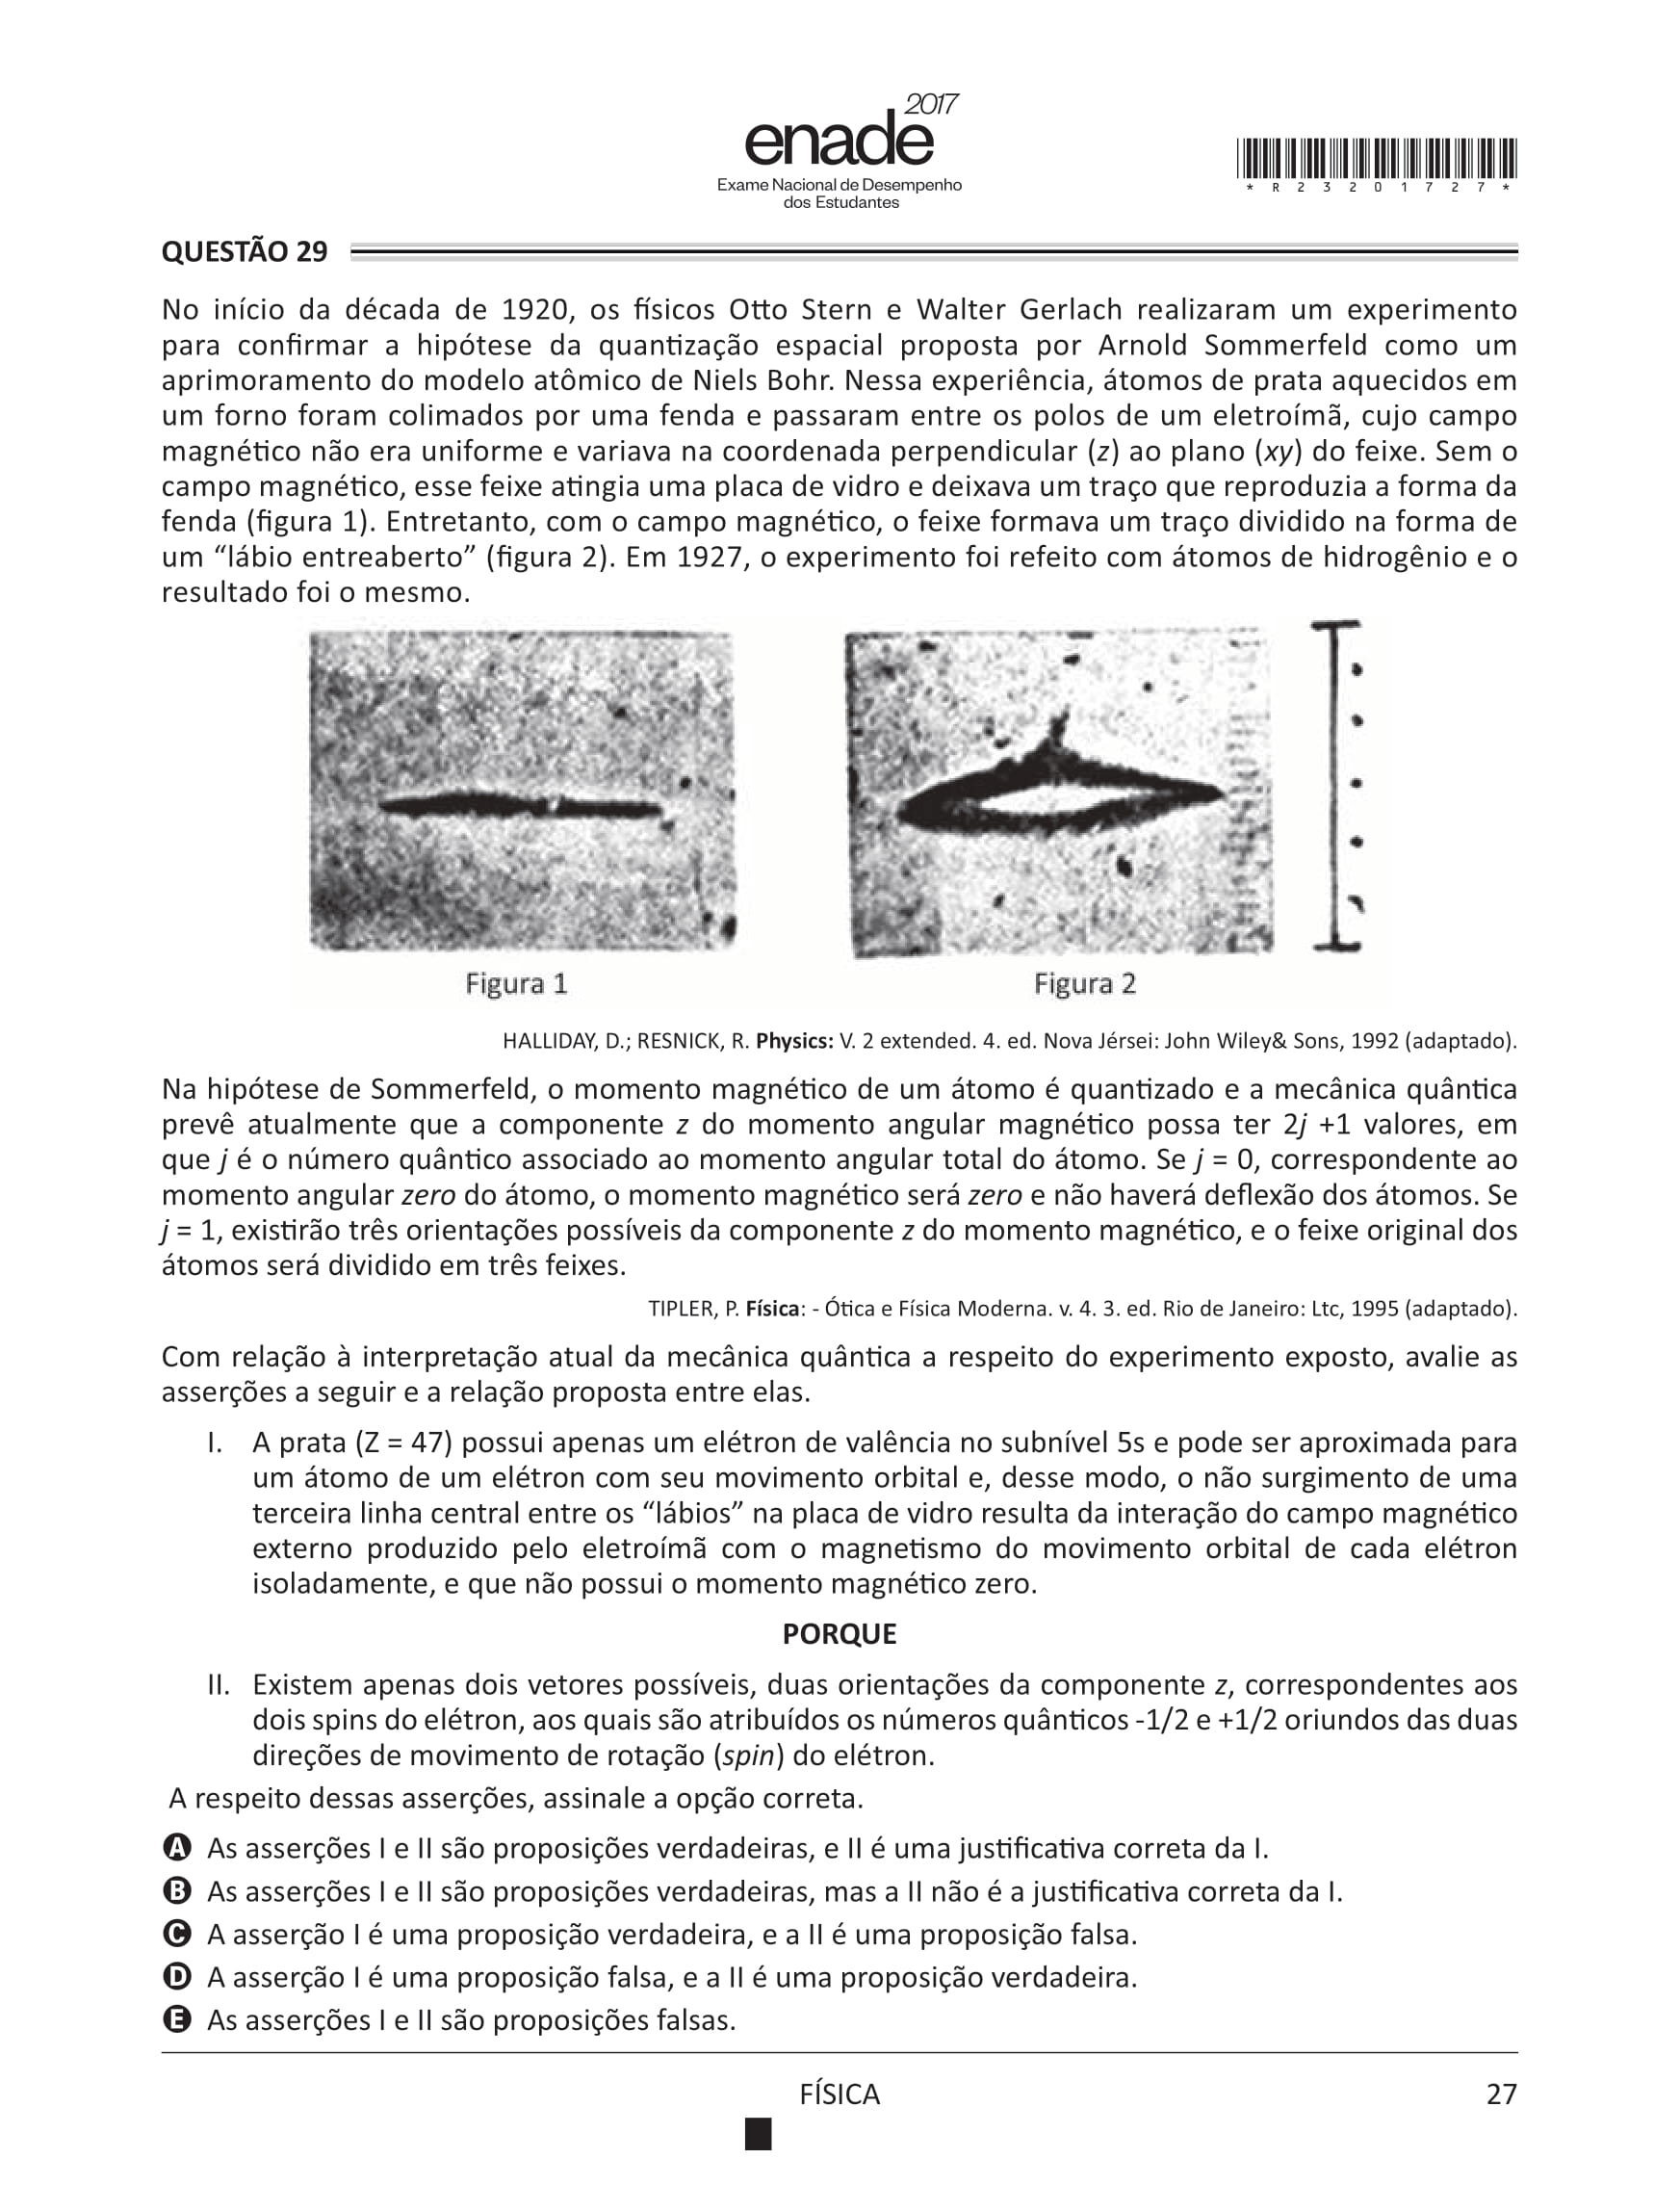 2017
enade
Exame Nacional de Desempenho
dos Estudantes
* R 2 3 2 0 1 7 2 7 *
QUESTÃO 29
No início da década de 1920, os físicos Otto Stern e Walter Gerlach realizaram um experimento
para confirmar a hipótese da quantização espacial proposta por Arnold Sommerfeld como um
aprimoramento do modelo atômico de Niels Bohr. Nessa experiência, átomos de prata aquecidos em
um forno foram colimados por uma fenda e passaram entre os polos de um eletroímã, cujo campo
magnético não era uniforme e variava na coordenada perpendicular (z) ao plano (xy) do feixe. Sem o
campo magnético, esse feixe atingia uma placa de vidro e deixava um traço que reproduzia a forma da
fenda (figura 1). Entretanto, com o campo magnético, o feixe formava um traço dividido na forma de
um “lábio entreaberto” (figura 2). Em 1927, o experimento foi refeito com átomos de hidrogênio e o
resultado foi o mesmo.
Figura 1
Figura 2
HALLIDAY, D.; RESNICK, R. Physics: V. 2 extended. 4. ed. Nova Jérsei: John Wiley& Sons, 1992 (adaptado).
Na hipótese de Sommerfeld, o momento magnético de um átomo é quantizado e a mecânica quântica
prevê atualmente que a componente z do momento angular magnético possa ter 2j +1 valores, em
que j é o número quântico associado ao momento angular total do átomo. Se j = 0, correspondente ao
momento angular zero do átomo, o momento magnético será zero e não haverá deflexão dos átomos. Se
j = 1, existirão três orientações possíveis da componente z do momento magnético, e o feixe original dos
átomos será dividido em três feixes.
TIPLER, P. Física: - Ótica e Física Moderna. v. 4. 3. ed. Rio de Janeiro: Ltc, 1995 (adaptado).
Com relação à interpretação atual da mecânica quântica a respeito do experimento exposto, avalie as
asserções a seguir e a relação proposta entre elas.
I. A prata (Z = 47) possui apenas um elétron de valência no subnível 5s e pode ser aproximada para
um átomo de um elétron com seu movimento orbital e, desse modo, o não surgimento de uma
terceira linha central entre os “lábios” na placa de vidro resulta da interação do campo magnético
externo produzido pelo eletroímã com o magnetismo do movimento orbital de cada elétron
isoladamente, e que não possui o momento magnético zero.
PORQUE
II. Existem apenas dois vetores possíveis, duas orientações da componente z, correspondentes aos
dois spins do elétron, aos quais são atribuídos os números quânticos -1/2 e +1/2 oriundos das duas
direções de movimento de rotação (spin) do elétron.
A respeito dessas asserções, assinale a opção correta.
A As asserções I e II são proposições verdadeiras, e II é uma justificativa correta da I.
B As asserções I e II são proposições verdadeiras, mas a II não é a justificativa correta da I.
C A asserção I é uma proposição verdadeira, e a II é uma proposição falsa.
D A asserção I é uma proposição falsa, e a II é uma proposição verdadeira.
E As asserções I e II são proposições falsas.
FÍSICA
27